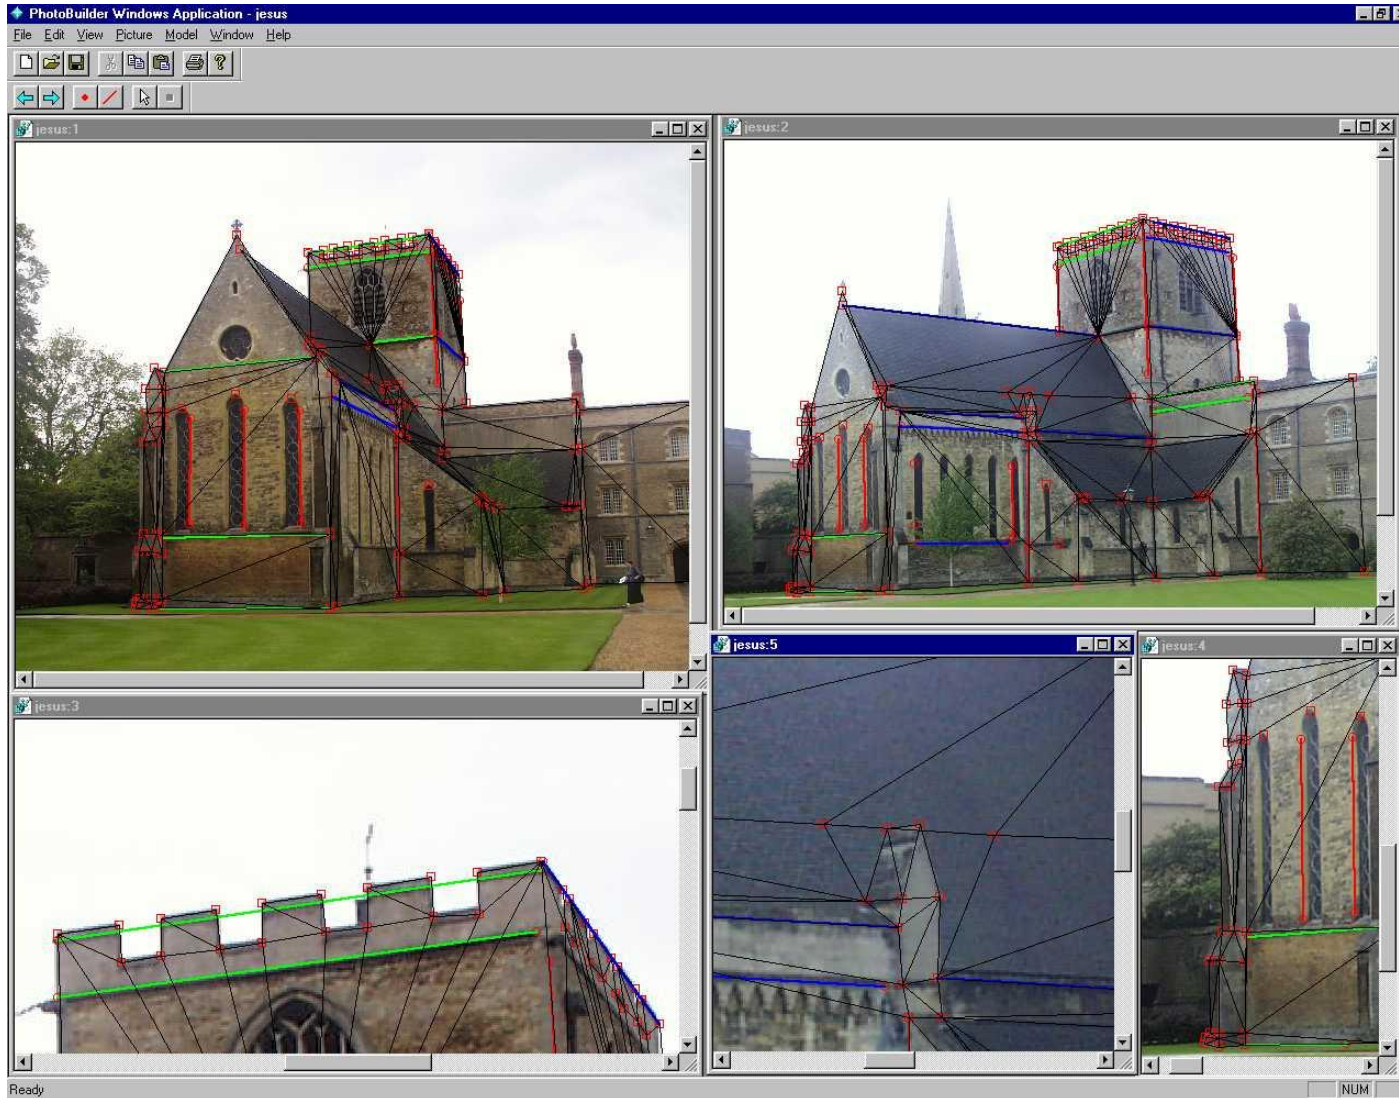 PhotoBuilder Windows Application - jesus
File Edit View Picture Model Window Help
jesus:1
jesus:2
jesus:3
jesus:5
jesus:4
Ready
NUM